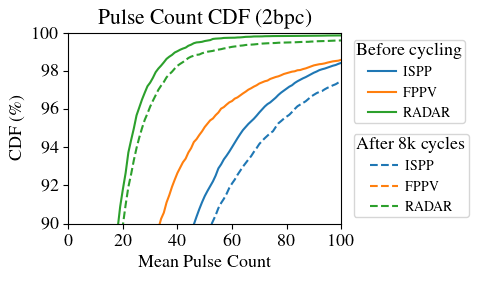 Pulse Count CDF (2bpc)
CDF (%)
100
98
96
94
92
90
0 20 40 60 80 100
Mean Pulse Count
Before cycling
ISPP
FPPV
RADAR
After 8k cycles
ISPP
FPPV
RADAR